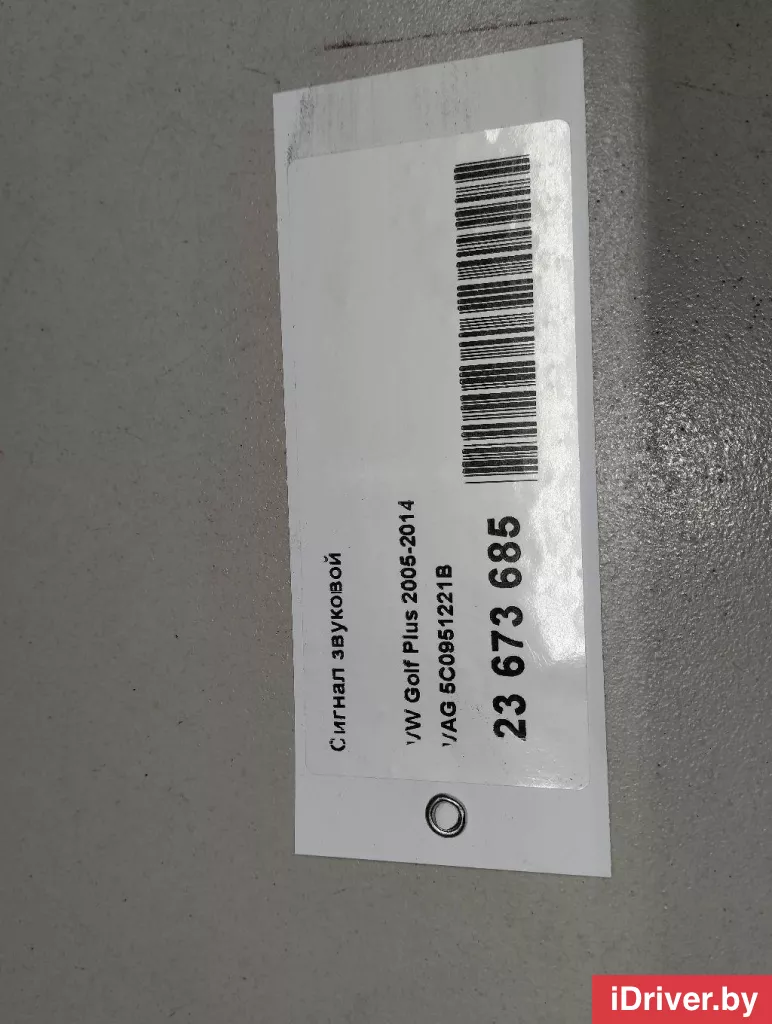 Сигнал звуковой
VW Golf Plus 2005-2014
VAG 5C0951221B
23 673 685
iDriver.by